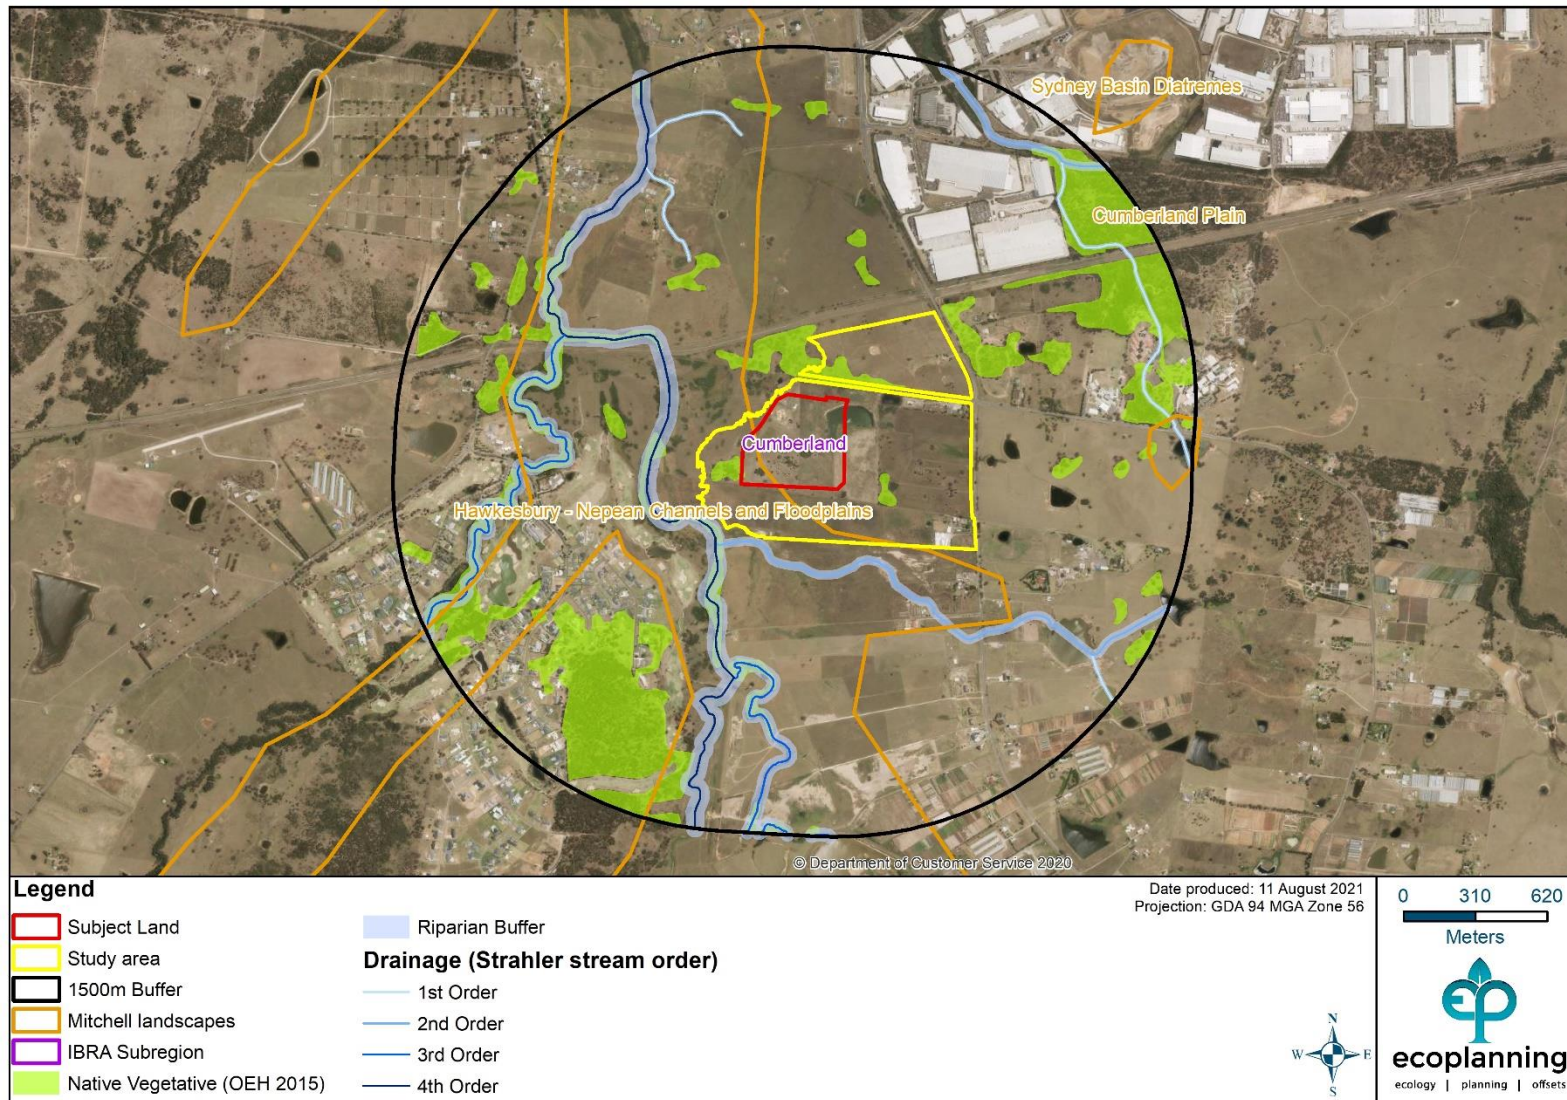 Sydney Basin Diatremes
Cumberland Plain
Cumberland
Hawkesbury - Nepean Channels and Floodplains
© Department of Customer Service 2020
Legend
Subject Land
Study area
1500m Buffer
Mitchell landscapes
IBRA Subregion
Native Vegetative (OEH 2015)
Riparian Buffer
Drainage (Strahler stream order)
1st Order
2nd Order
3rd Order
4th Order
Date produced: 11 August 2021
Projection: GDA 94 MGA Zone 56
N
W E
S
0 310 620
Meters
ep
ecoplanning
ecology | planning | offsets